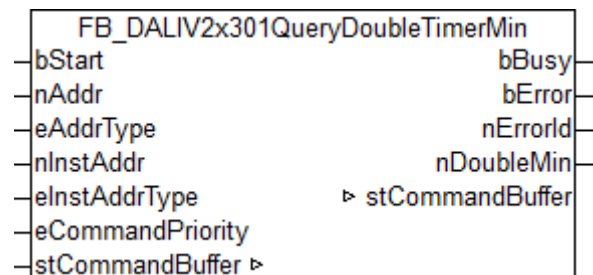 FB_DALIV2x301QueryDoubleTimerMin
bStart bBusy
nAddr bError
eAddrType nErrorId
nInstAddr nDoubleMin
eInstAddrType ▹ stCommandBuffer
eCommandPriority
stCommandBuffer ▹